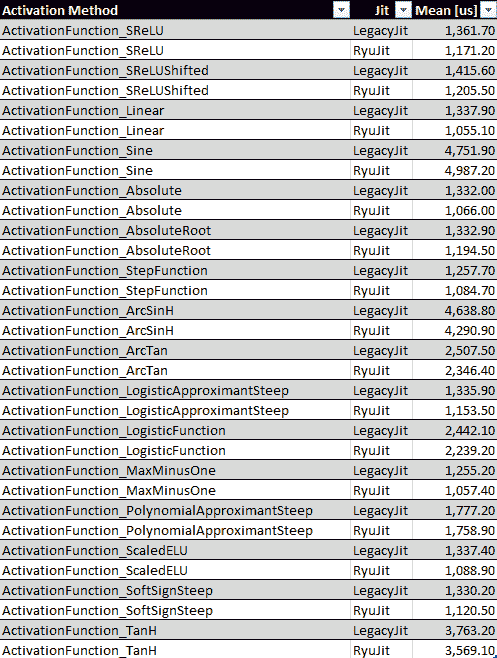 Activation Method Jit Mean [us]
ActivationFunction_SReLU LegacyJit 1,361.70
ActivationFunction_SReLU RyuJit 1,171.20
ActivationFunction_SReLUShifted LegacyJit 1,415.60
ActivationFunction_SReLUShifted RyuJit 1,205.50
ActivationFunction_Linear LegacyJit 1,337.90
ActivationFunction_Linear RyuJit 1,055.10
ActivationFunction_Sine LegacyJit 4,751.90
ActivationFunction_Sine RyuJit 4,987.20
ActivationFunction_Absolute LegacyJit 1,332.00
ActivationFunction_Absolute RyuJit 1,066.00
ActivationFunction_AbsoluteRoot LegacyJit 1,332.90
ActivationFunction_AbsoluteRoot RyuJit 1,194.50
ActivationFunction_StepFunction LegacyJit 1,257.70
ActivationFunction_StepFunction RyuJit 1,084.70
ActivationFunction_ArcSinH LegacyJit 4,638.80
ActivationFunction_ArcSinH RyuJit 4,290.90
ActivationFunction_ArcTan LegacyJit 2,507.50
ActivationFunction_ArcTan RyuJit 2,346.40
ActivationFunction_LogisticApproximantSteep LegacyJit 1,335.90
ActivationFunction_LogisticApproximantSteep RyuJit 1,153.50
ActivationFunction_LogisticFunction LegacyJit 2,442.10
ActivationFunction_LogisticFunction RyuJit 2,239.20
ActivationFunction_MaxMinusOne LegacyJit 1,255.20
ActivationFunction_MaxMinusOne RyuJit 1,057.40
ActivationFunction_PolynomialApproximantSteep LegacyJit 1,777.20
ActivationFunction_PolynomialApproximantSteep RyuJit 1,758.90
ActivationFunction_ScaledELU LegacyJit 1,337.40
ActivationFunction_ScaledELU RyuJit 1,088.90
ActivationFunction_SoftSignSteep LegacyJit 1,330.20
ActivationFunction_SoftSignSteep RyuJit 1,120.50
ActivationFunction_TanH LegacyJit 3,763.20
ActivationFunction_TanH RyuJit 3,569.10